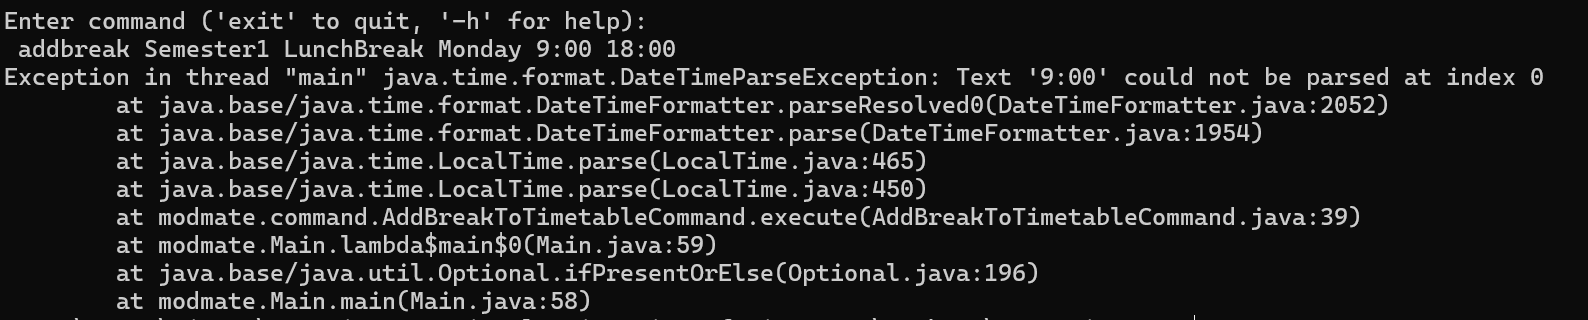 Enter command ('exit' to quit, '-h' for help):
addbreak Semester1 LunchBreak Monday 9:00 18:00
Exception in thread "main" java.time.format.DateTimeParseException: Text '9:00' could not be parsed at index 0
at java.base/java.time.format.DateTimeFormatter.parseResolved0(DateTimeFormatter.java:2052)
at java.base/java.time.format.DateTimeFormatter.parse(DateTimeFormatter.java:1954)
at java.base/java.time.LocalTime.parse(LocalTime.java:465)
at java.base/java.time.LocalTime.parse(LocalTime.java:450)
at modmate.command.AddBreakToTimetableCommand.execute(AddBreakToTimetableCommand.java:39)
at modmate.Main.lambda$main$0(Main.java:59)
at java.base/java.util.Optional.ifPresentOrElse(Optional.java:196)
at modmate.Main.main(Main.java:58)